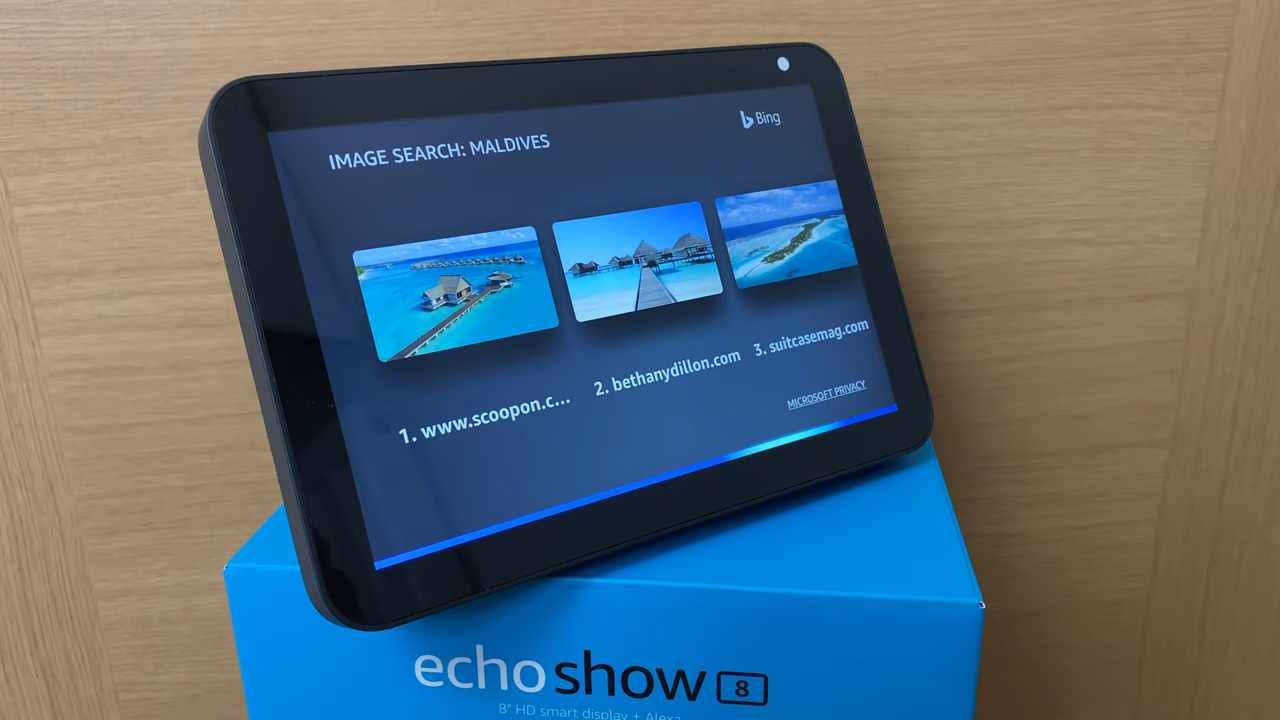 IMAGE SEARCH: MALDIVES
Bing
1. www.scoopon.c...
2. bethanydillon.com
3. suitcasemag.com
MICROSOFT PRIVACY
echo show 8
8" HD smart display + Alexa